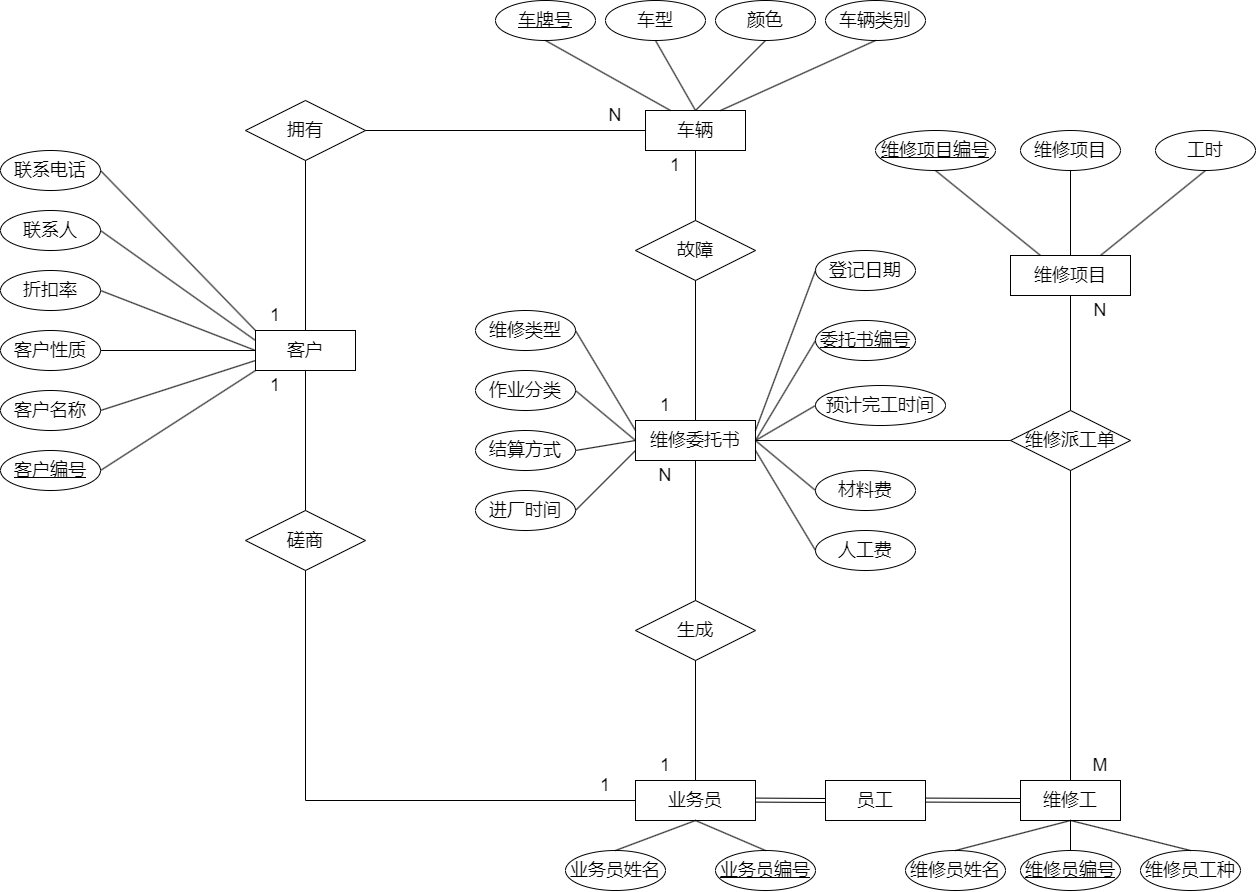 车牌号
车型
颜色
车辆类别
N
拥有
车辆
维修项目编号
维修项目
工时
联系电话
1
联系人
故障
登记日期
维修项目
折扣率
N
1
维修类型
委托书编号
客户性质
客户
1
作业分类
1
预计完工时间
客户名称
维修委托书
维修派工单
结算方式
客户编号
N
材料费
进厂时间
磋商
人工费
生成
1
M
1
业务员
员工
维修工
业务员姓名
业务员编号
维修员姓名
维修员编号
维修员工种